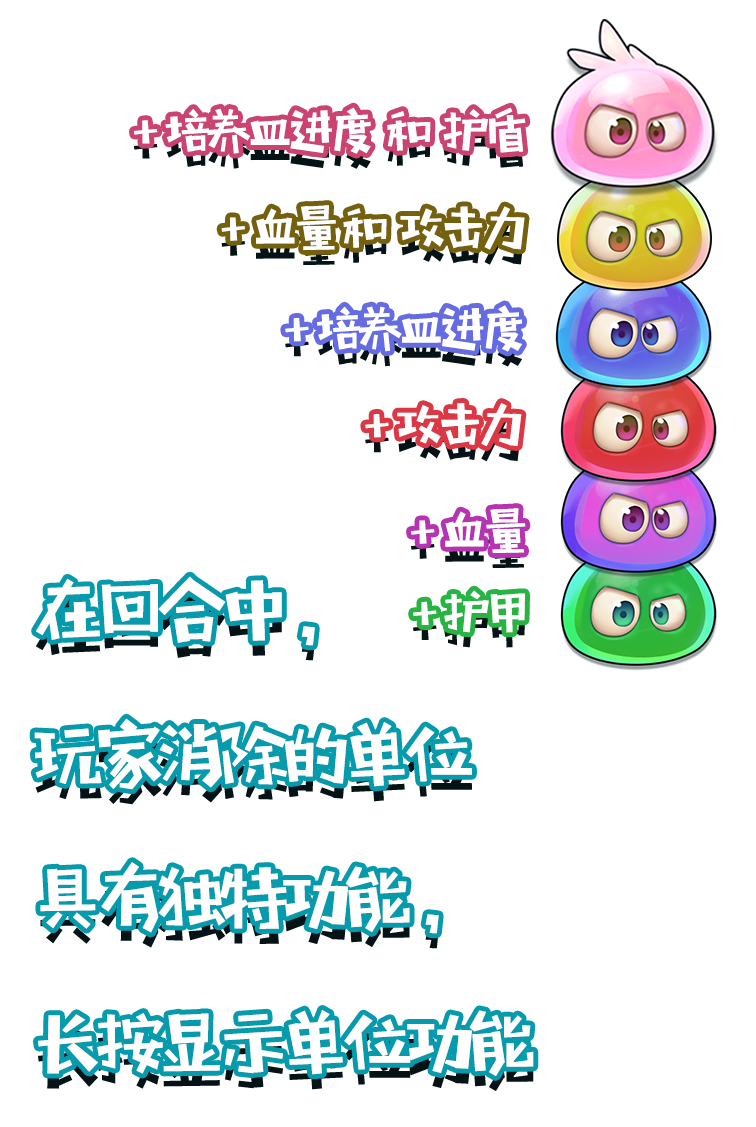 +培养皿进度 和 护盾
+血量和 攻击力
+培养皿进度
+攻击力
+血量
+护甲
在回合中，
玩家消除的单位
具有独特功能，
长按显示单位功能